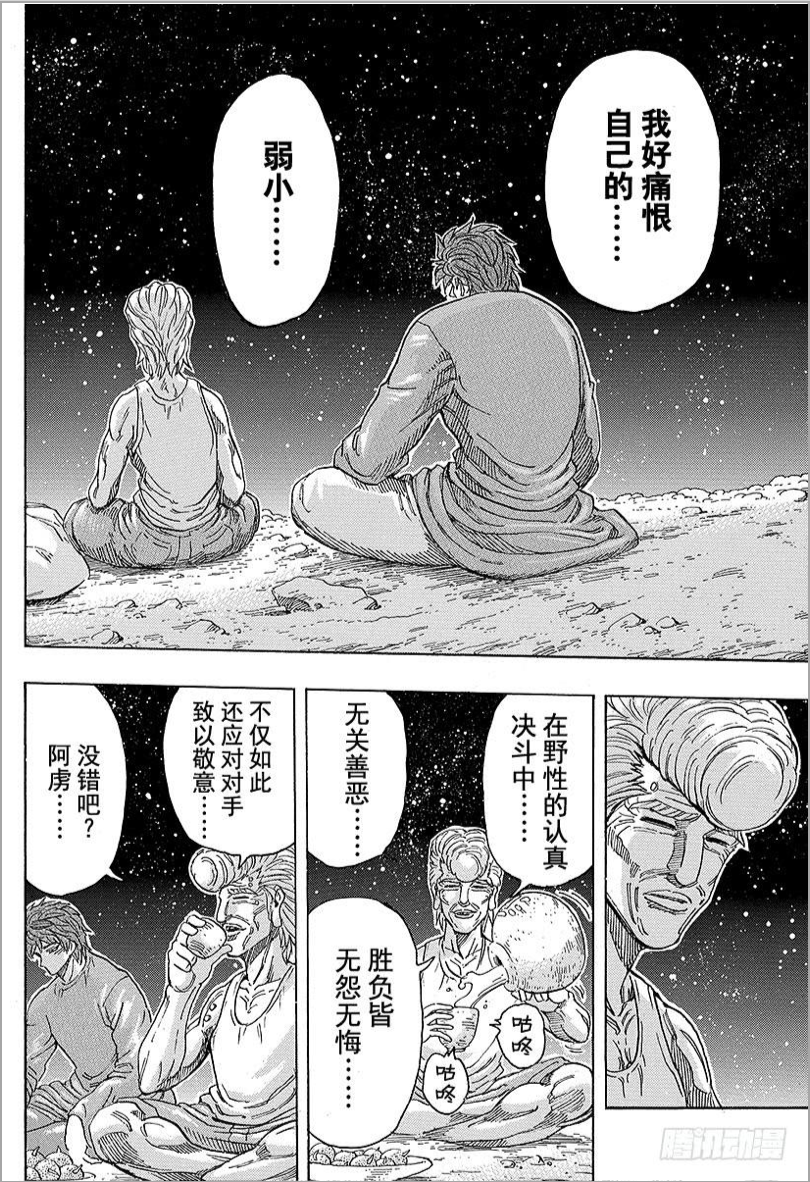 我好痛恨
自己的……
弱小……
在野性的认真
决斗中……
无关善恶……
胜负皆
无怨无悔……
咕咚
咕咚
不仅如此
还应对对手
致以敬意…
没错吧?
阿虏……
腾讯动漫